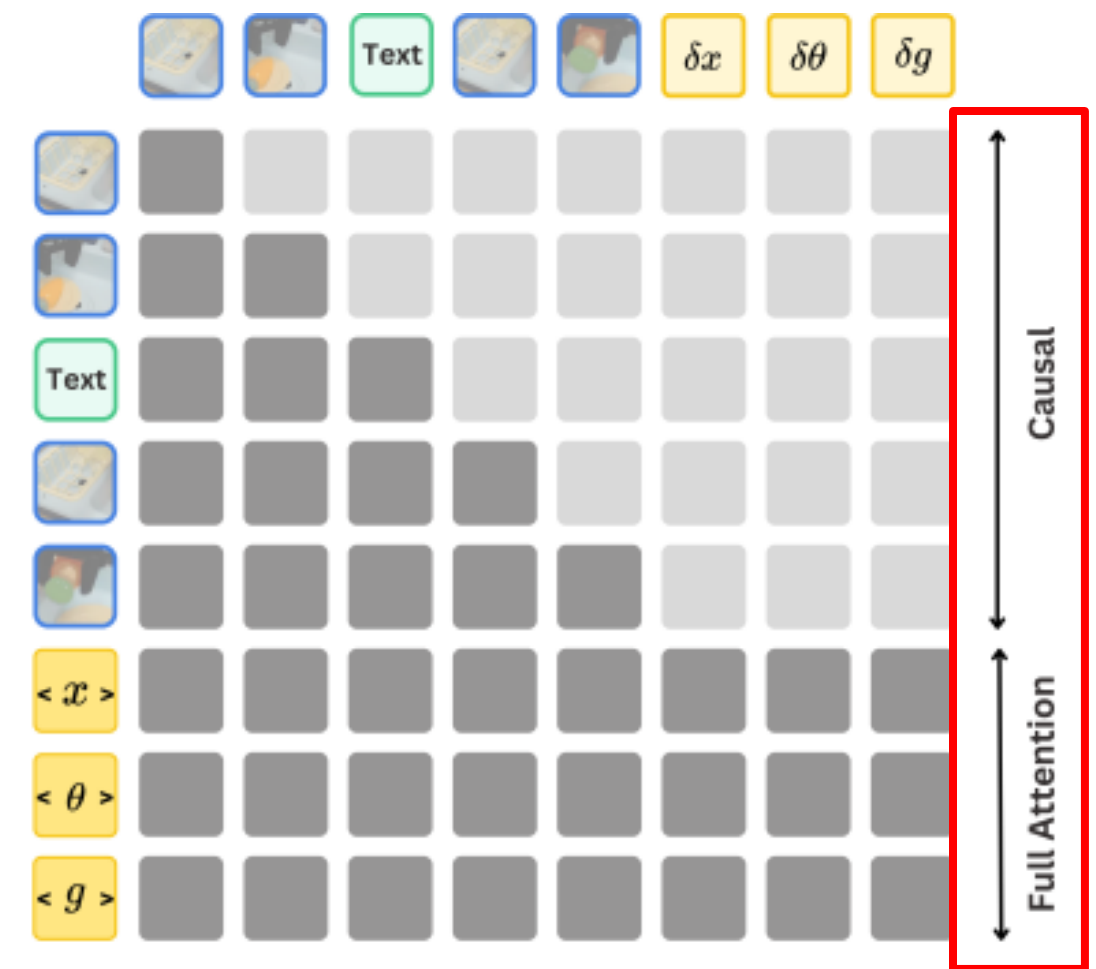 Text δx δθ δg
Text
< x >
< θ >
< g >
Causal
Full Attention